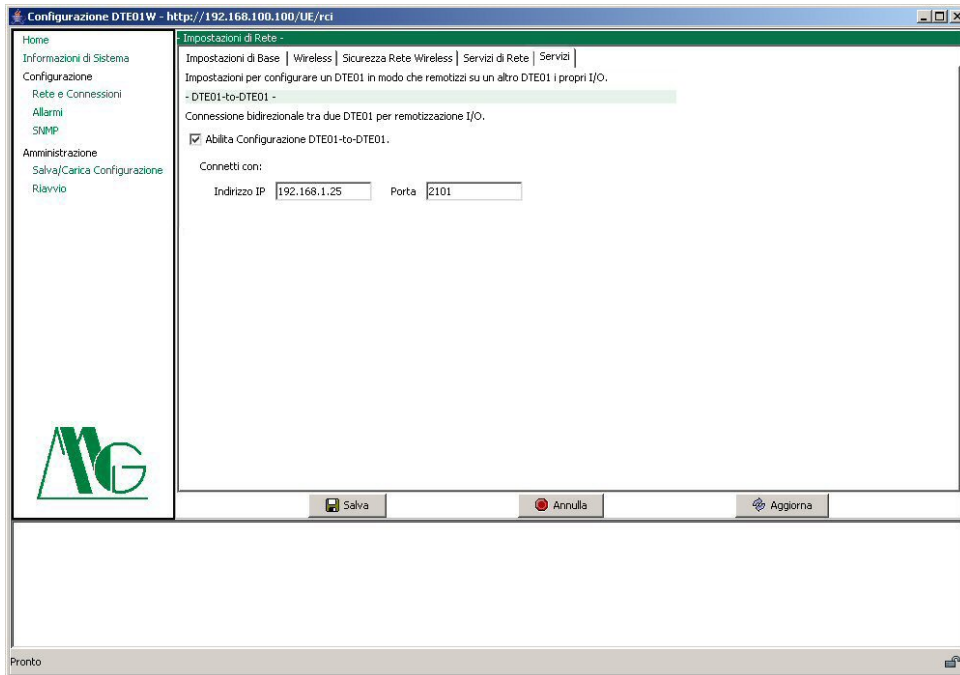 Configurazione DTE01W - http://192.168.100.100/UE/rci
Home
Informazioni di Sistema
Configurazione
Rete e Connessioni
Allarmi
SNMP
Amministrazione
Salva/Carica Configurazione
Riavvio
MG
- Impostazioni di Rete -
Impostazioni di Base | Wireless | Sicurezza Rete Wireless | Servizi di Rete | Servizi
Impostazioni per configurare un DTE01 in modo che remotizzi su un altro DTE01 i propri I/O.
- DTE01-to-DTE01 -
Connessione bidirezionale tra due DTE01 per remotizzazione I/O.
Abilita Configurazione DTE01-to-DTE01.
Connetti con:
Indirizzo IP 192.168.1.25 Porta 2101
Salva Annulla Aggiorna
Pronto